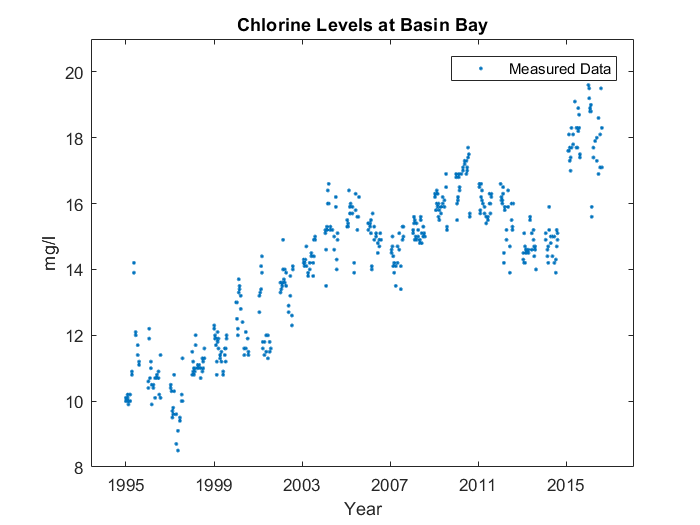 Chlorine Levels at Basin Bay
Measured Data
mg/l
20
18
16
14
12
10
8
1995 1999 2003 2007 2011 2015
Year